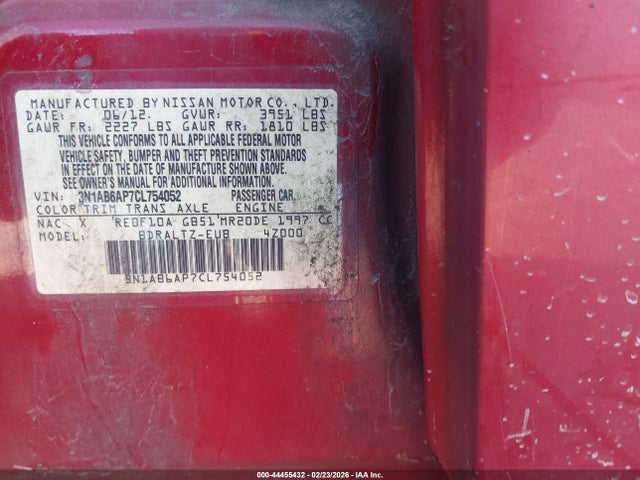 MANUFACTURED BY NISSAN MOTOR CO., LTD.
DATE: 06/12. GVWR: 3951 LBS
GAWR FR: 2227 LBS GAWR RR: 1810 LBS
THIS VEHICLE CONFORMS TO ALL APPLICABLE FEDERAL MOTOR
VEHICLE SAFETY, BUMPER AND THEFT PREVENTION STANDARDS
IN EFFECT ON THE DATE OF MANUFACTURE SHOWN ABOVE.
SEE OWNER'S MANUAL FOR ADDITIONAL INFORMATION.
VIN: 3N1AB6AP7CL754052 PASSENGER CAR.
COLOR TRIM TRANS AXLE ENGINE
NAC X RE0F10A GB51 MR20DE 1997 CC
MODEL: BDRALTZ-EUB 4Z000
3N1AB6AP7CL754052
000-44455432 - 02/23/2026 - IAA Inc.